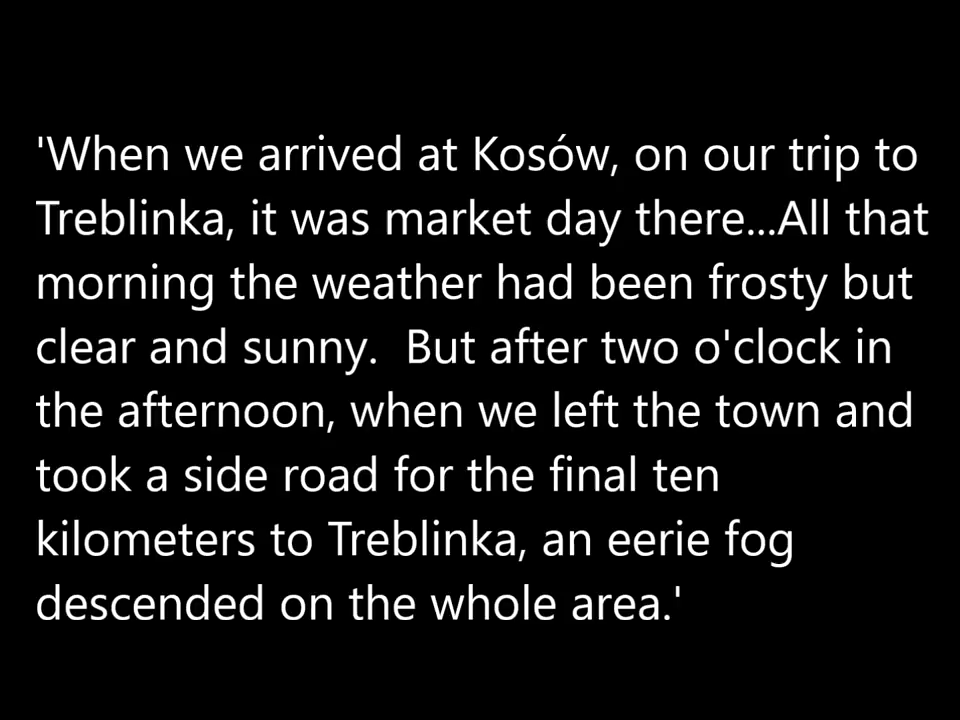 'When we arrived at Kosów, on our trip to
Treblinka, it was market day there...All that
morning the weather had been frosty but
clear and sunny.  But after two o'clock in
the afternoon, when we left the town and
took a side road for the final ten
kilometers to Treblinka, an eerie fog
descended on the whole area.'